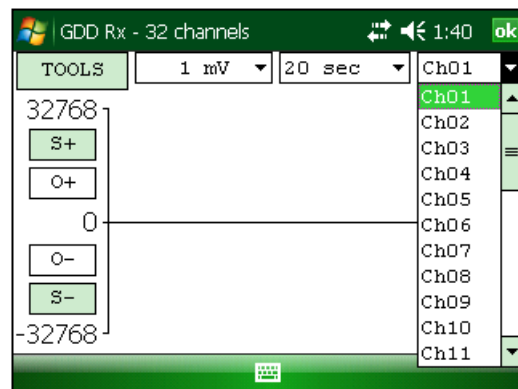 GDD Rx - 32 channels 1:40 ok
TOOLS 1 mV 20 sec Ch01
Ch01
32768
Ch02
S+
Ch03
O+
Ch04
Ch05
0
Ch06
O-
Ch07
Ch08
S-
Ch09
-32768
Ch10
Ch11